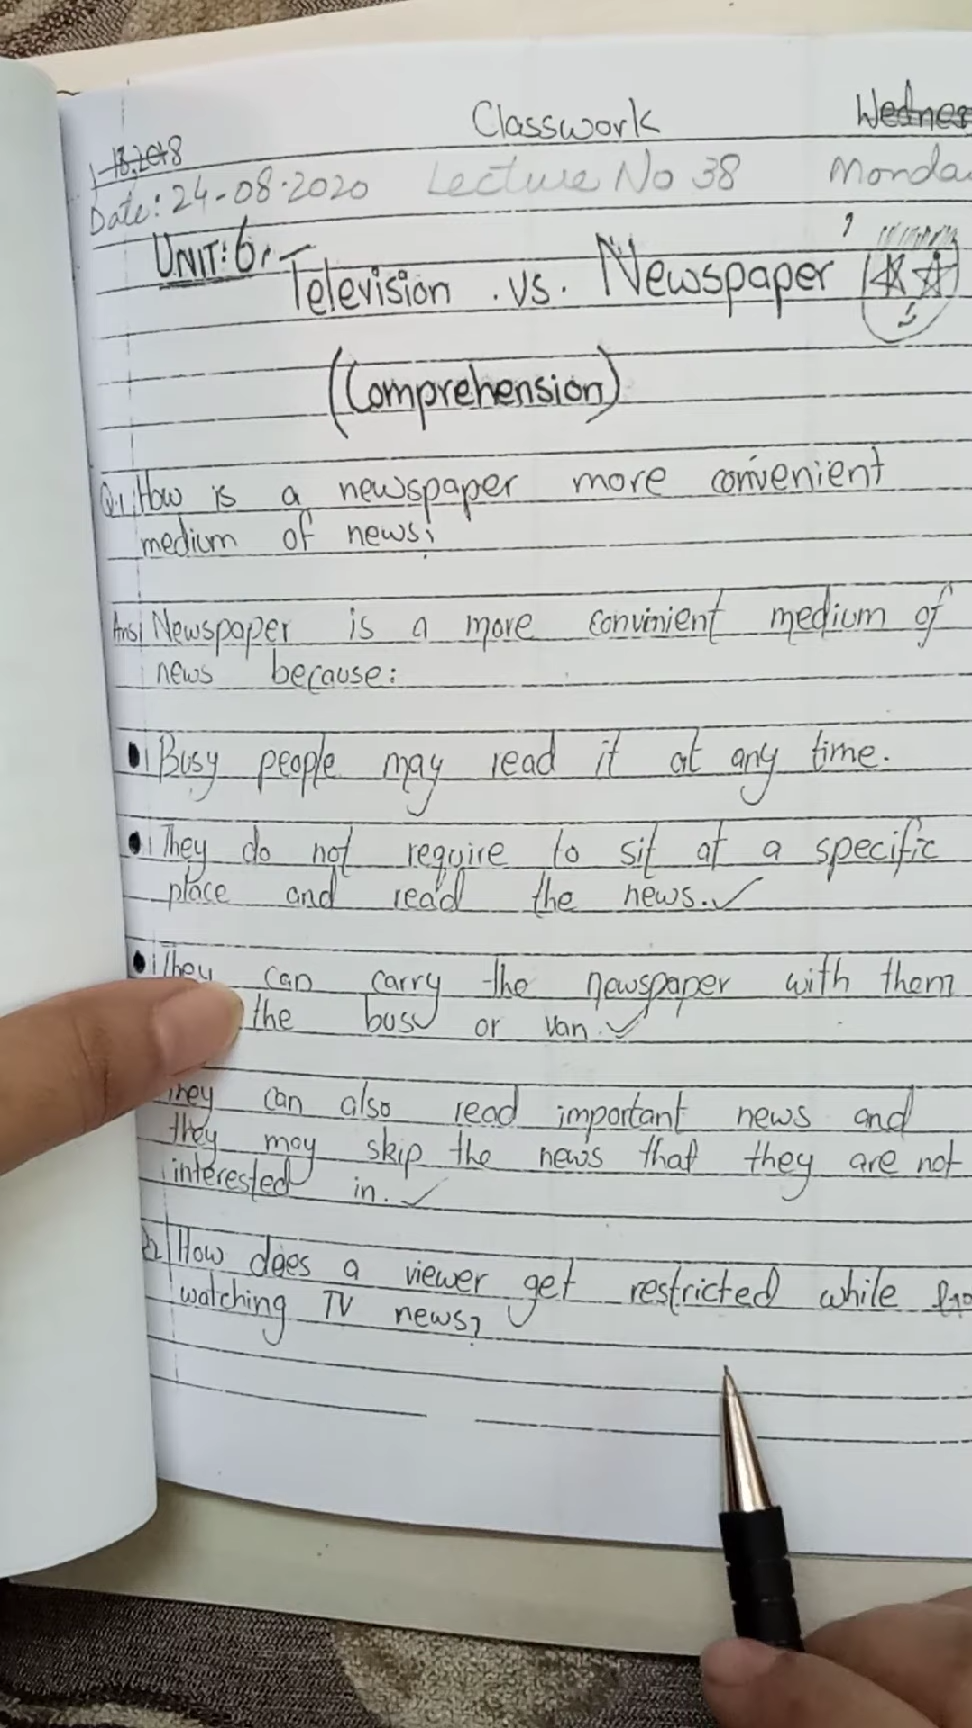 Classwork
Date: 24-08-2020 Lecture No 38
UNIT: 6:- Television .vs. Newspaper
(Comprehension)
Q.1 How is a newspaper more convenient
medium of news?
Ans| Newspaper is a more convinient medium of
news because:
Busy people may read it at any time.
They do not require to sit at a specific
place and read the news.
They can carry the newspaper with them
the bus or van.
They can also read important news and
they may skip the news that they are not
interested in.
How does a viewer get restricted while
watching TV news?